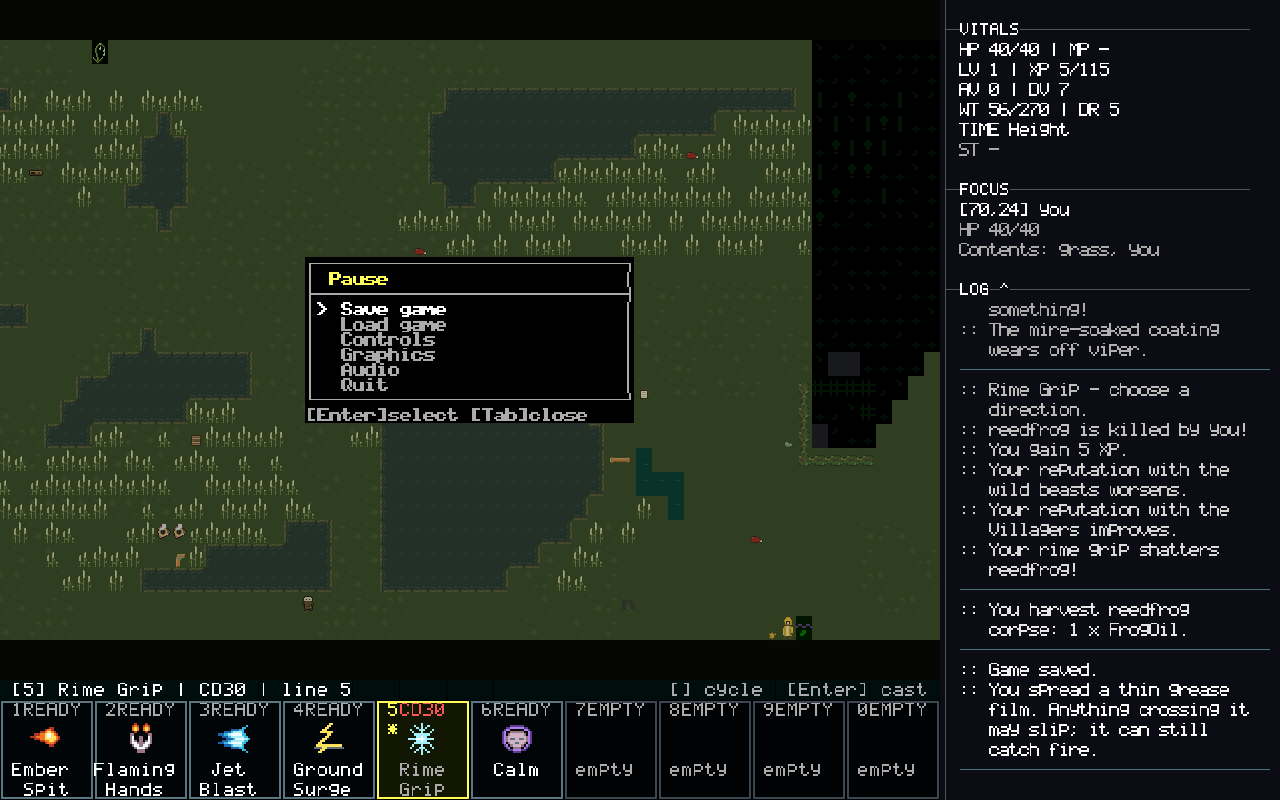 VITALS
HP 40/40 | MP -
LV 1 | XP 5/115
AV 0 | DV 7
WT 56/270 | DR 5
TIME Height
ST -
FOCUS
[70,24] You
HP 40/40
Contents: grass, You
LOG ^
something!
:: The mire-soaked coating
wears off viper.
:: Rime Grip - choose a
direction.
:: reedfrog is killed by you!
:: You gain 5 XP.
:: Your reputation with the
wild beasts worsens.
:: Your reputation with the
Villagers improves.
:: Your rime grip shatters
reedfrog!
:: You harvest reedfrog
corpse: 1 x FrogOil.
:: Game saved.
:: You spread a thin grease
film. Anything crossing it
may slip; it can still
catch fire.
Pause
> Save game
Load game
Controls
Graphics
Audio
Quit
[Enter]select [Tab]close
[5] Rime Grip | CD30 | line 5
[] cycle [Enter] cast
1READY 2READY 3READY 4READY 5CD30 6READY 7EMPTY 8EMPTY 9EMPTY 0EMPTY
*
Ember Flaming Jet Ground Rime Calm empty empty empty empty
Spit Hands Blast Surge Grip